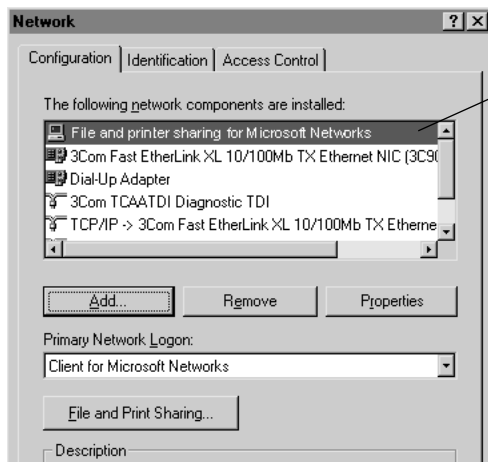 Network
Configuration Identification Access Control
The following network components are installed:
File and printer sharing for Microsoft Networks
3Com Fast EtherLink XL 10/100Mb TX Ethernet NIC (3C90
Dial-Up Adapter
3Com TCAATDI Diagnostic TDI
TCP/IP -> 3Com Fast EtherLink XL 10/100Mb TX Etherne
Add... Remove Properties
Primary Network Logon:
Client for Microsoft Networks
File and Print Sharing...
Description